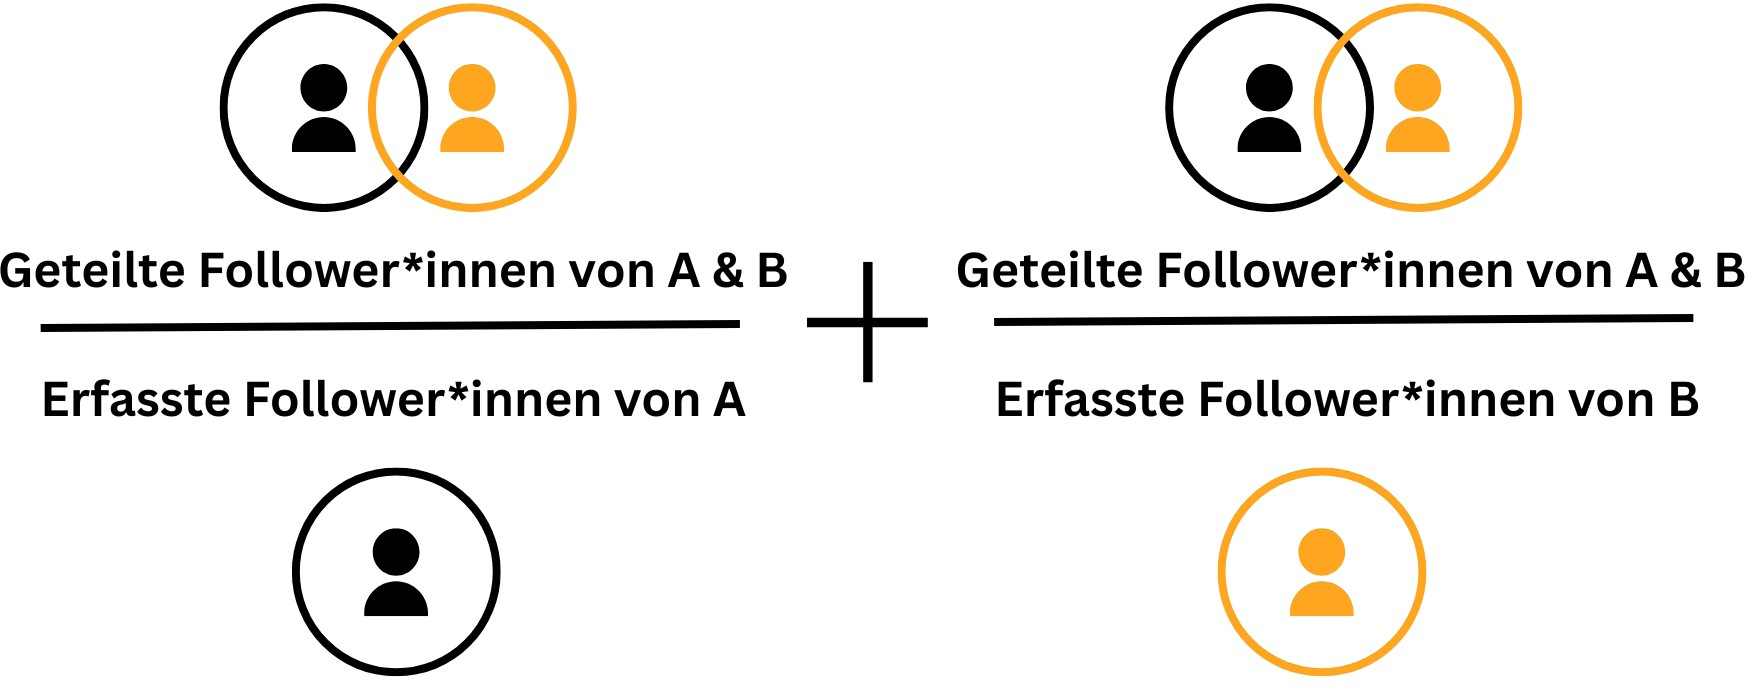 Geteilte Follower*innen von A & B
Erfasste Follower*innen von A
+
Geteilte Follower*innen von A & B
Erfasste Follower*innen von B